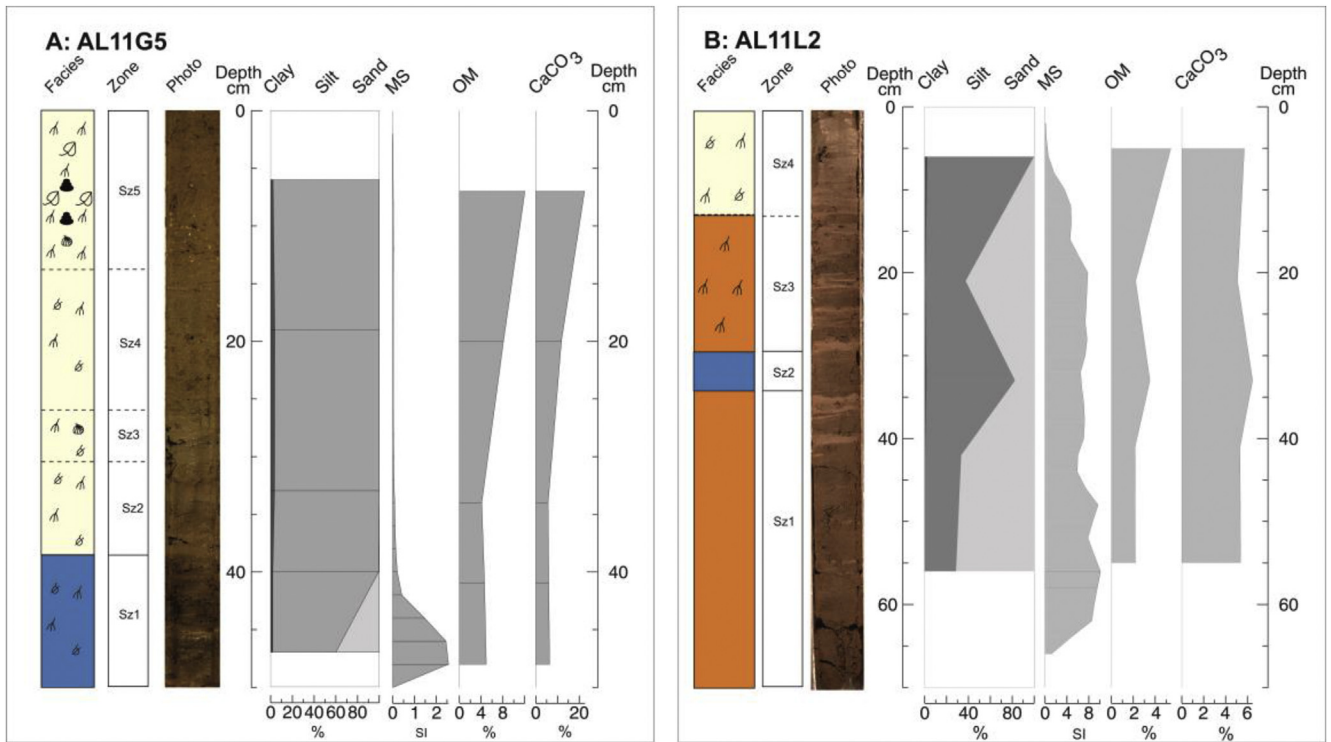 A: AL11G5
Facies Zone Photo Depth cm Clay Silt Sand MS OM CaCO3 Depth cm
0 0
Sz5
20 20
Sz4
Sz3
Sz2
40 40
Sz1
0 20 40 60 80 0 1 2 0 4 8 0 20
% SI % %
B: AL11L2
Facies Zone Photo Depth cm Clay Silt Sand MS OM CaCO3 Depth cm
0 0
Sz4
20 20
Sz3
Sz2
40 40
Sz1
60 60
0 40 80 0 4 8 0 2 4 0 2 4 6
% SI % %